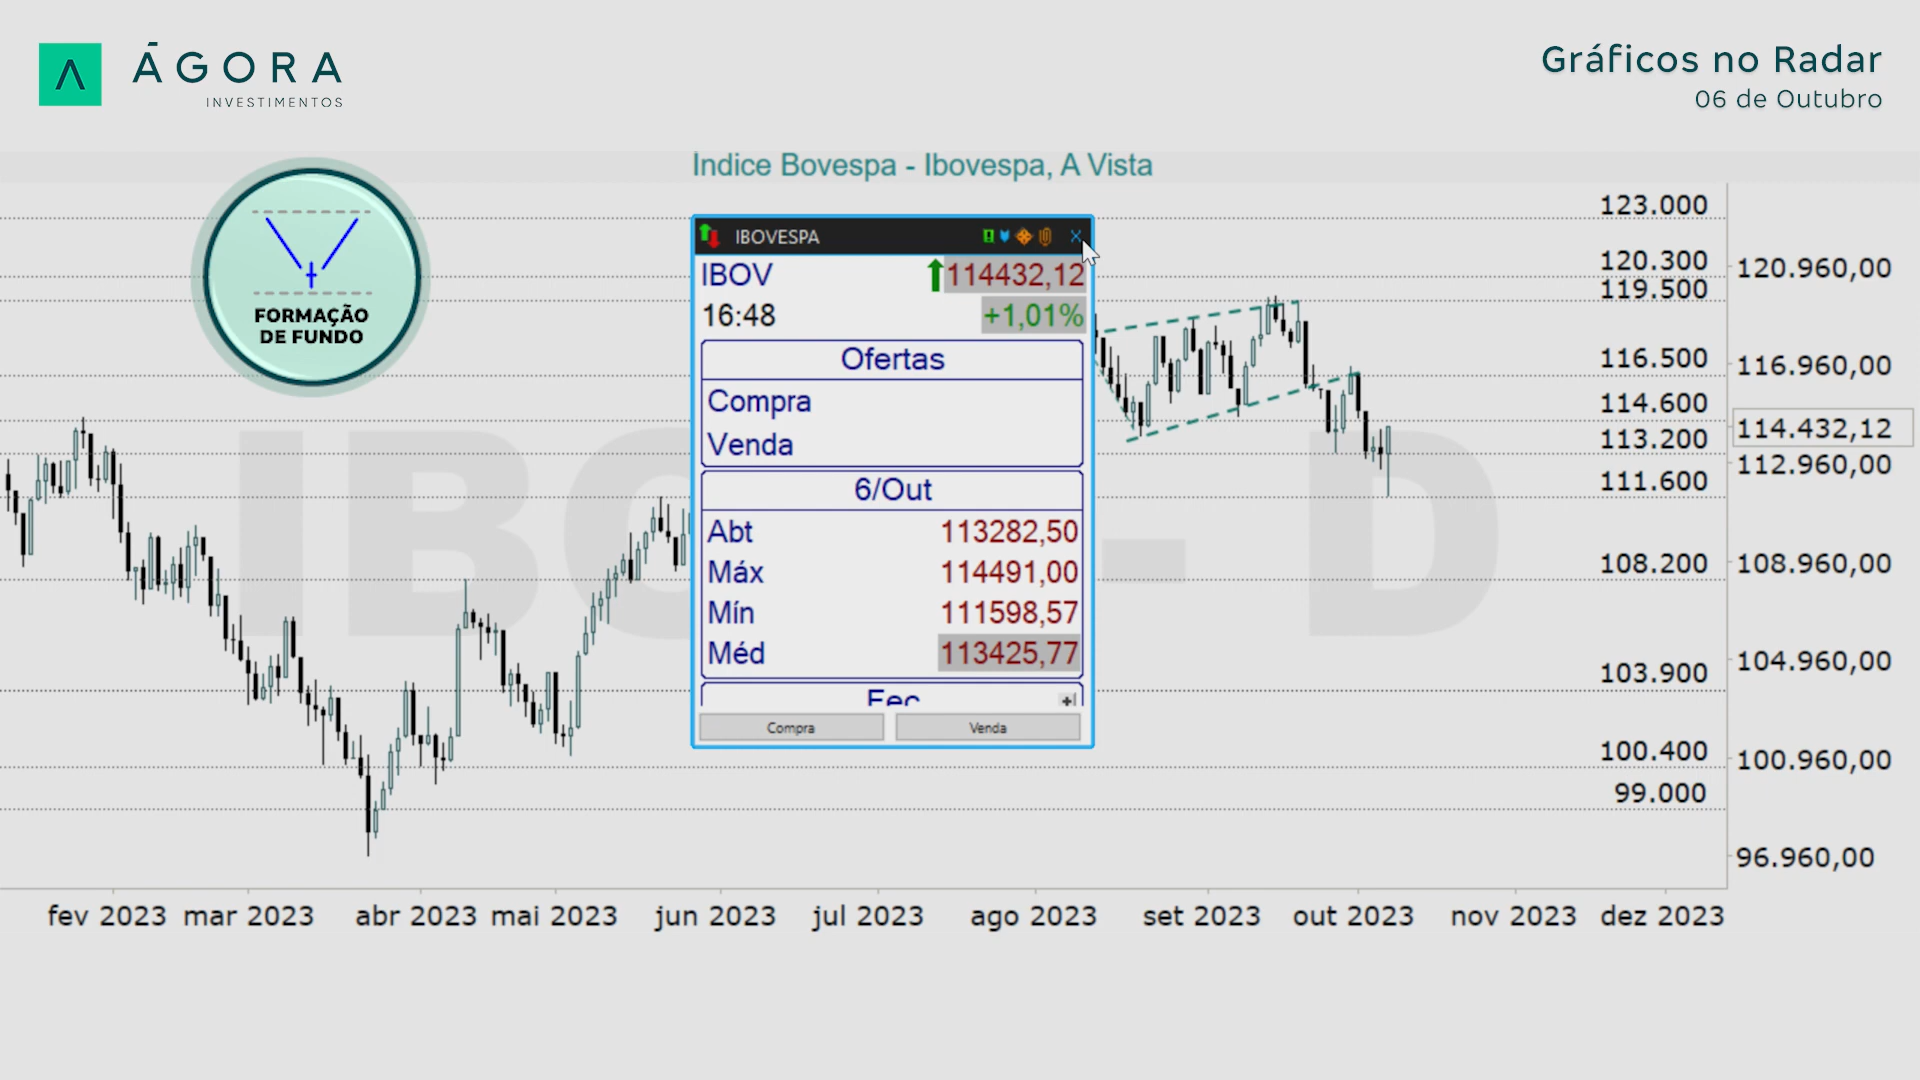 ÁGORA
INVESTIMENTOS
Gráficos no Radar
06 de Outubro
Índice Bovespa - Ibovespa, A Vista
FORMAÇÃO
DE FUNDO
IBOVESPA
IBOV 114432,12
16:48 +1,01%
Ofertas
Compra
Venda
6/Out
Abt 113282,50
Máx 114491,00
Mín 111598,57
Méd 113425,77
Fec
Compra Venda
123.000
120.300
119.500
116.500
114.600
113.200
111.600
108.200
103.900
100.400
99.000
120.960,00
116.960,00
114.432,12
112.960,00
108.960,00
104.960,00
100.960,00
96.960,00
fev 2023 mar 2023 abr 2023 mai 2023 jun 2023 jul 2023 ago 2023 set 2023 out 2023 nov 2023 dez 2023